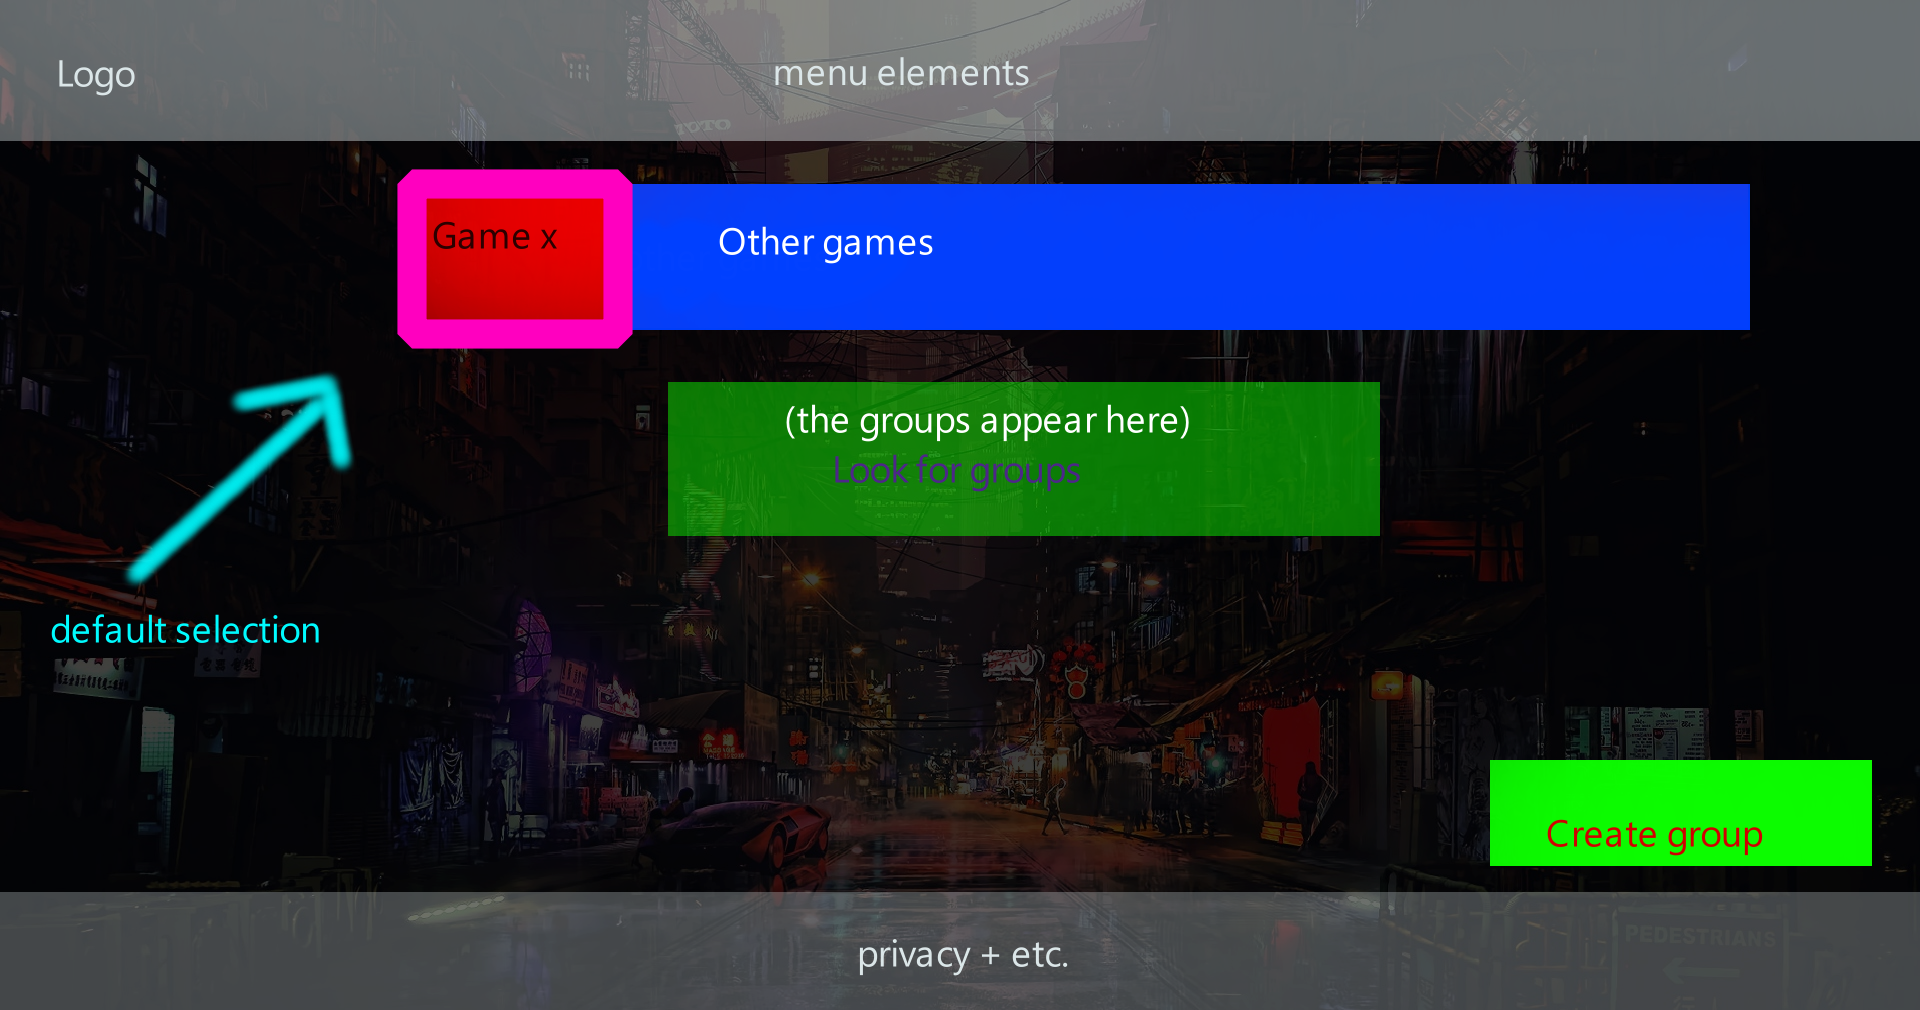 Logo
menu elements
Game x
Other games
(the groups appear here)
Look for groups
default selection
Create group
privacy + etc.
PEDESTRIANS